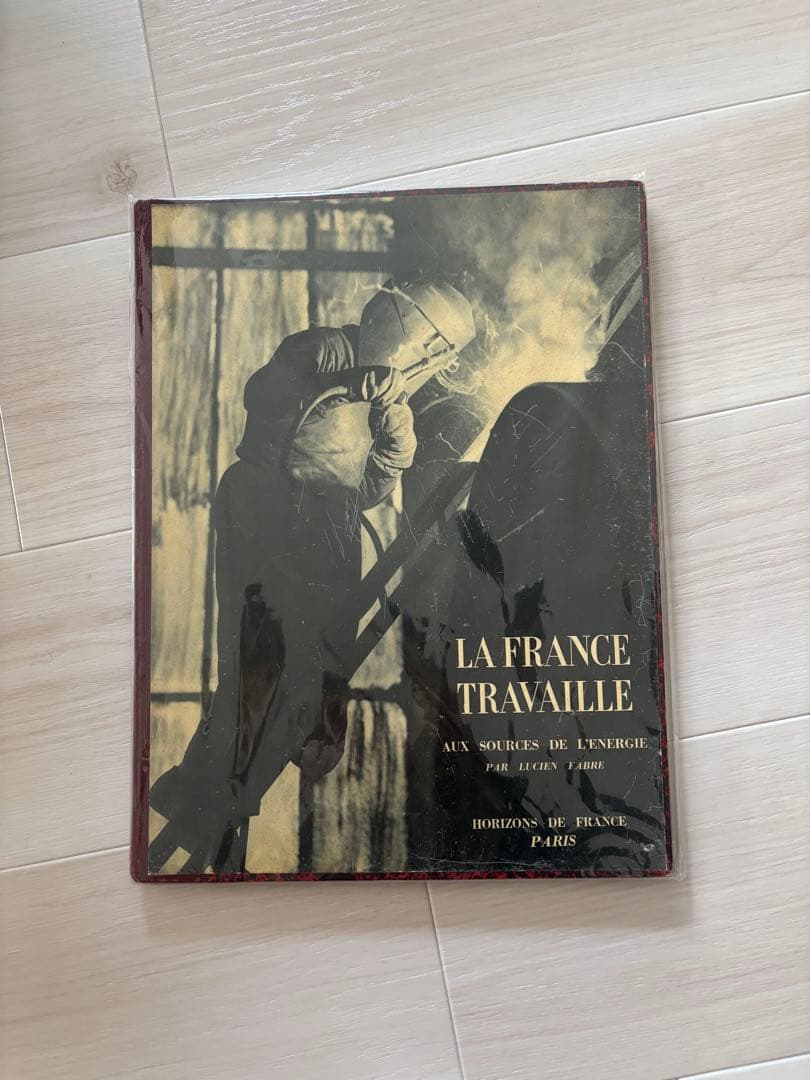 LA FRANCE
TRAVAILLE
AUX SOURCES DE L'ENERGIE
PAR LUCIEN FABRE
HORIZONS DE FRANCE
PARIS